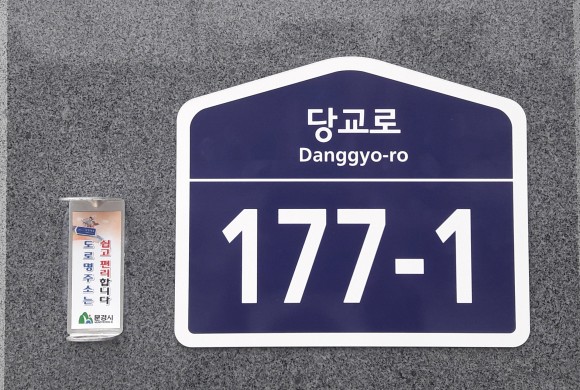 당교로
Danggyo-ro
177-1
도로명주소는
쉽고 편리합니다
문경시